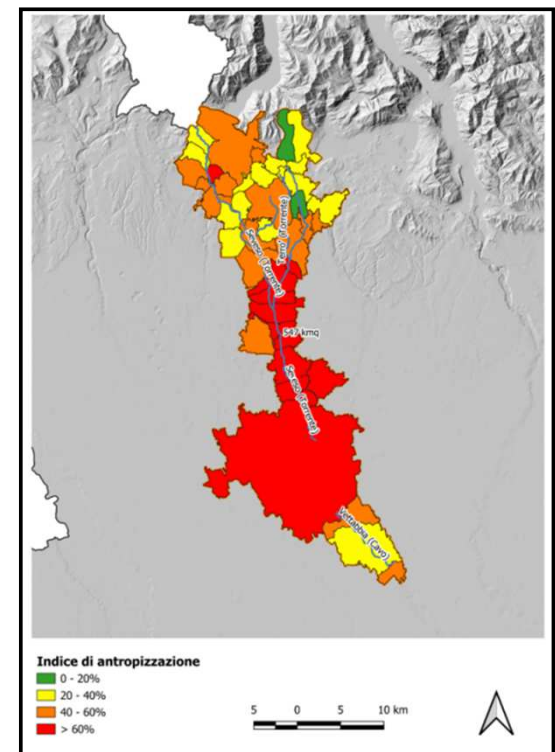 Terrò (Torrente)
Seveso (Torrente)
547 kmq
Seveso (Torrente)
Vettabbia (Cavo)
Indice di antropizzazione
0 - 20%
20 - 40%
40 - 60%
> 60%
5 0 5 10 km